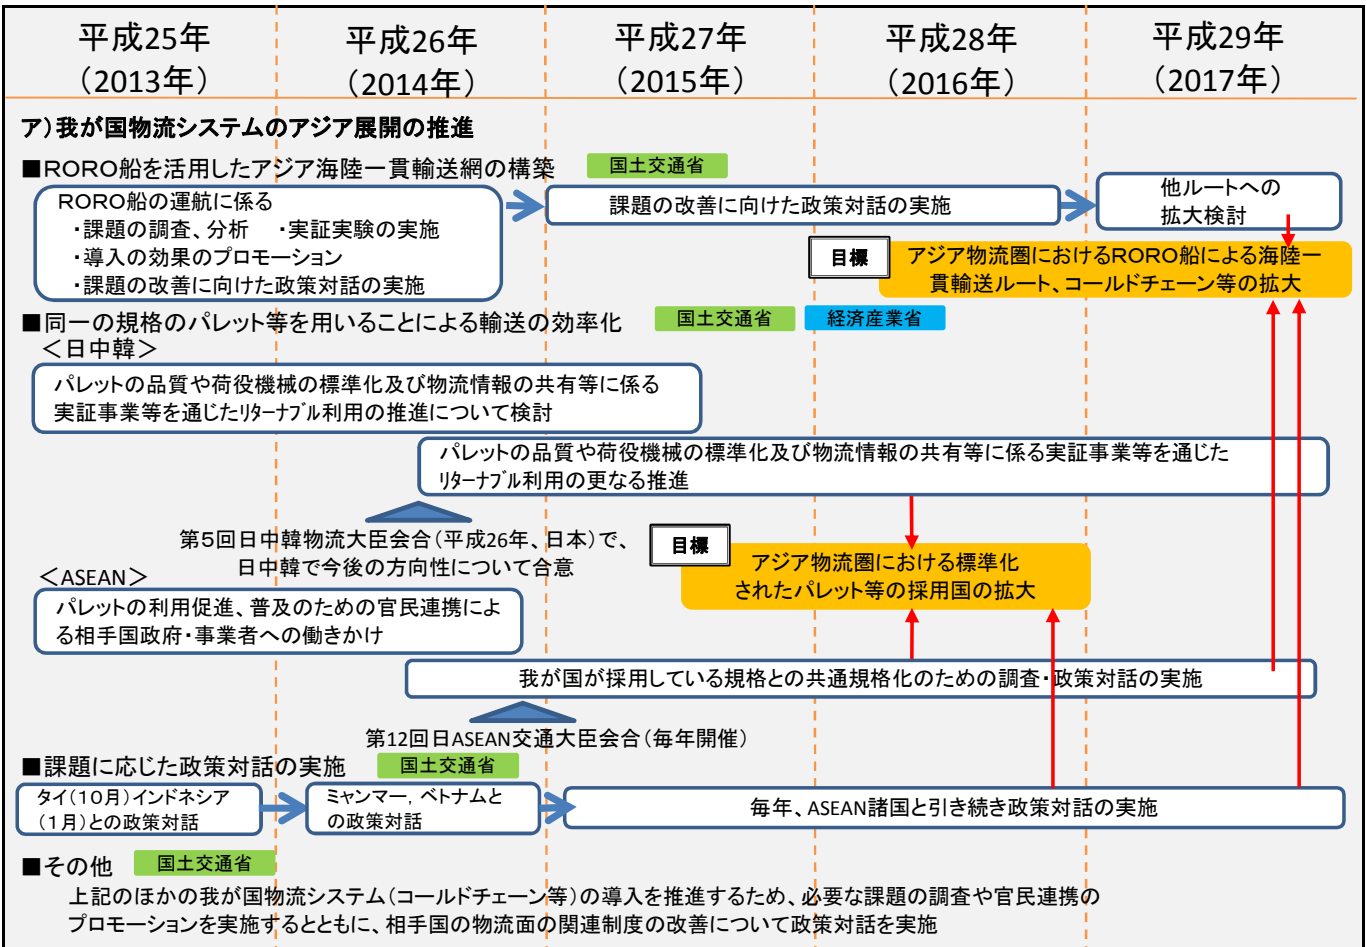 平成25年
(2013年)
平成26年
(2014年)
平成27年
(2015年)
平成28年
(2016年)
平成29年
(2017年)
ア)我が国物流システムのアジア展開の推進
■RORO船を活用したアジア海陸一貫輸送網の構築
国土交通省
RORO船の運航に係る
・課題の調査、分析 ・実証実験の実施
・導入の効果のプロモーション
・課題の改善に向けた政策対話の実施
課題の改善に向けた政策対話の実施
他ルートへの
拡大検討
目標
アジア物流圏におけるRORO船による海陸一
貫輸送ルート、コールドチェーン等の拡大
■同一の規格のパレット等を用いることによる輸送の効率化
国土交通省
経済産業省
<日中韓>
パレットの品質や荷役機械の標準化及び物流情報の共有等に係る
実証事業等を通じたリターナブル利用の推進について検討
パレットの品質や荷役機械の標準化及び物流情報の共有等に係る実証事業等を通じた
リターナブル利用の更なる推進
第5回日中韓物流大臣会合(平成26年、日本)で、
日中韓で今後の方向性について合意
目標
アジア物流圏における標準化
されたパレット等の採用国の拡大
<ASEAN>
パレットの利用促進、普及のための官民連携によ
る相手国政府・事業者への働きかけ
我が国が採用している規格との共通規格化のための調査・政策対話の実施
第12回日ASEAN交通大臣会合(毎年開催)
■課題に応じた政策対話の実施
国土交通省
タイ(10月)インドネシア
(1月)との政策対話
ミャンマー,ベトナムと
の政策対話
毎年、ASEAN諸国と引き続き政策対話の実施
■その他
国土交通省
上記のほかの我が国物流システム(コールドチェーン等)の導入を推進するため、必要な課題の調査や官民連携の
プロモーションを実施するとともに、相手国の物流面の関連制度の改善について政策対話を実施